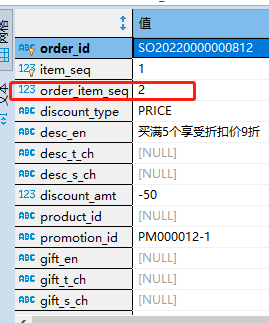 网格
文本
值
ABC order_id SO20220000000812
123 item_seq 1
123 order_item_seq 2
ABC discount_type PRICE
ABC desc_en 买满5个享受折扣价9折
ABC desc_t_ch [NULL]
ABC desc_s_ch [NULL]
123 discount_amt -50
ABC product_id [NULL]
ABC promotion_id PM000012-1
ABC gift_en [NULL]
ABC gift_t_ch [NULL]
ABC gift_s_ch [NULL]